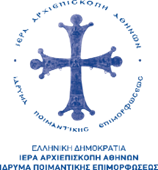 ΙΕΡΑ ΑΡΧΙΕΠΙΣΚΟΠΗ ΑΘΗΝΩΝ
ΙΔΡΥΜΑ ΠΟΙΜΑΝΤΙΚΗΣ ΕΠΙΜΟΡΦΩΣΕΩΣ
ΕΛΛΗΝΙΚΗ ΔΗΜΟΚΡΑΤΙΑ
ΙΕΡΑ ΑΡΧΙΕΠΙΣΚΟΠΗ ΑΘΗΝΩΝ
ΙΔΡΥΜΑ ΠΟΙΜΑΝΤΙΚΗΣ ΕΠΙΜΟΡΦΩΣΕΩΣ